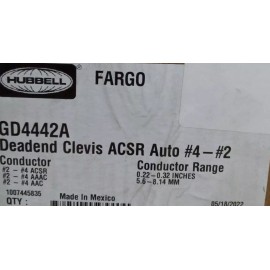 HUBBELL
FARGO
GD4442A
Deadend Clevis ACSR Auto #4-#2
Conductor
Conductor Range
#2 - #4 ACSR
0.22-0.32 INCHES
#2 - #4 AAAC
5.6-8.14 MM
#2 - #4 AAC
1007445835
Made In Mexico
05/18/2022
QTY :